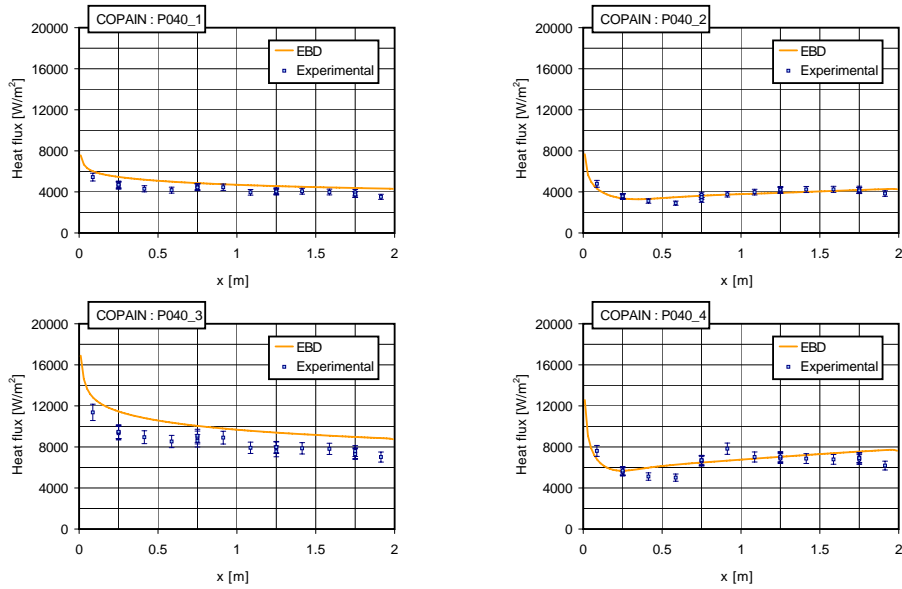 COPAIN : P040_1
20000
16000
12000
8000
4000
0
Heat flux [W/m²]
EBD
Experimental
0 0.5 1 1.5 2
x [m]
COPAIN : P040_2
20000
16000
12000
8000
4000
0
Heat flux [W/m²]
EBD
Experimental
0 0.5 1 1.5 2
x [m]
COPAIN : P040_3
20000
16000
12000
8000
4000
0
Heat flux [W/m²]
EBD
Experimental
0 0.5 1 1.5 2
x [m]
COPAIN : P040_4
20000
16000
12000
8000
4000
0
Heat flux [W/m²]
EBD
Experimental
0 0.5 1 1.5 2
x [m]